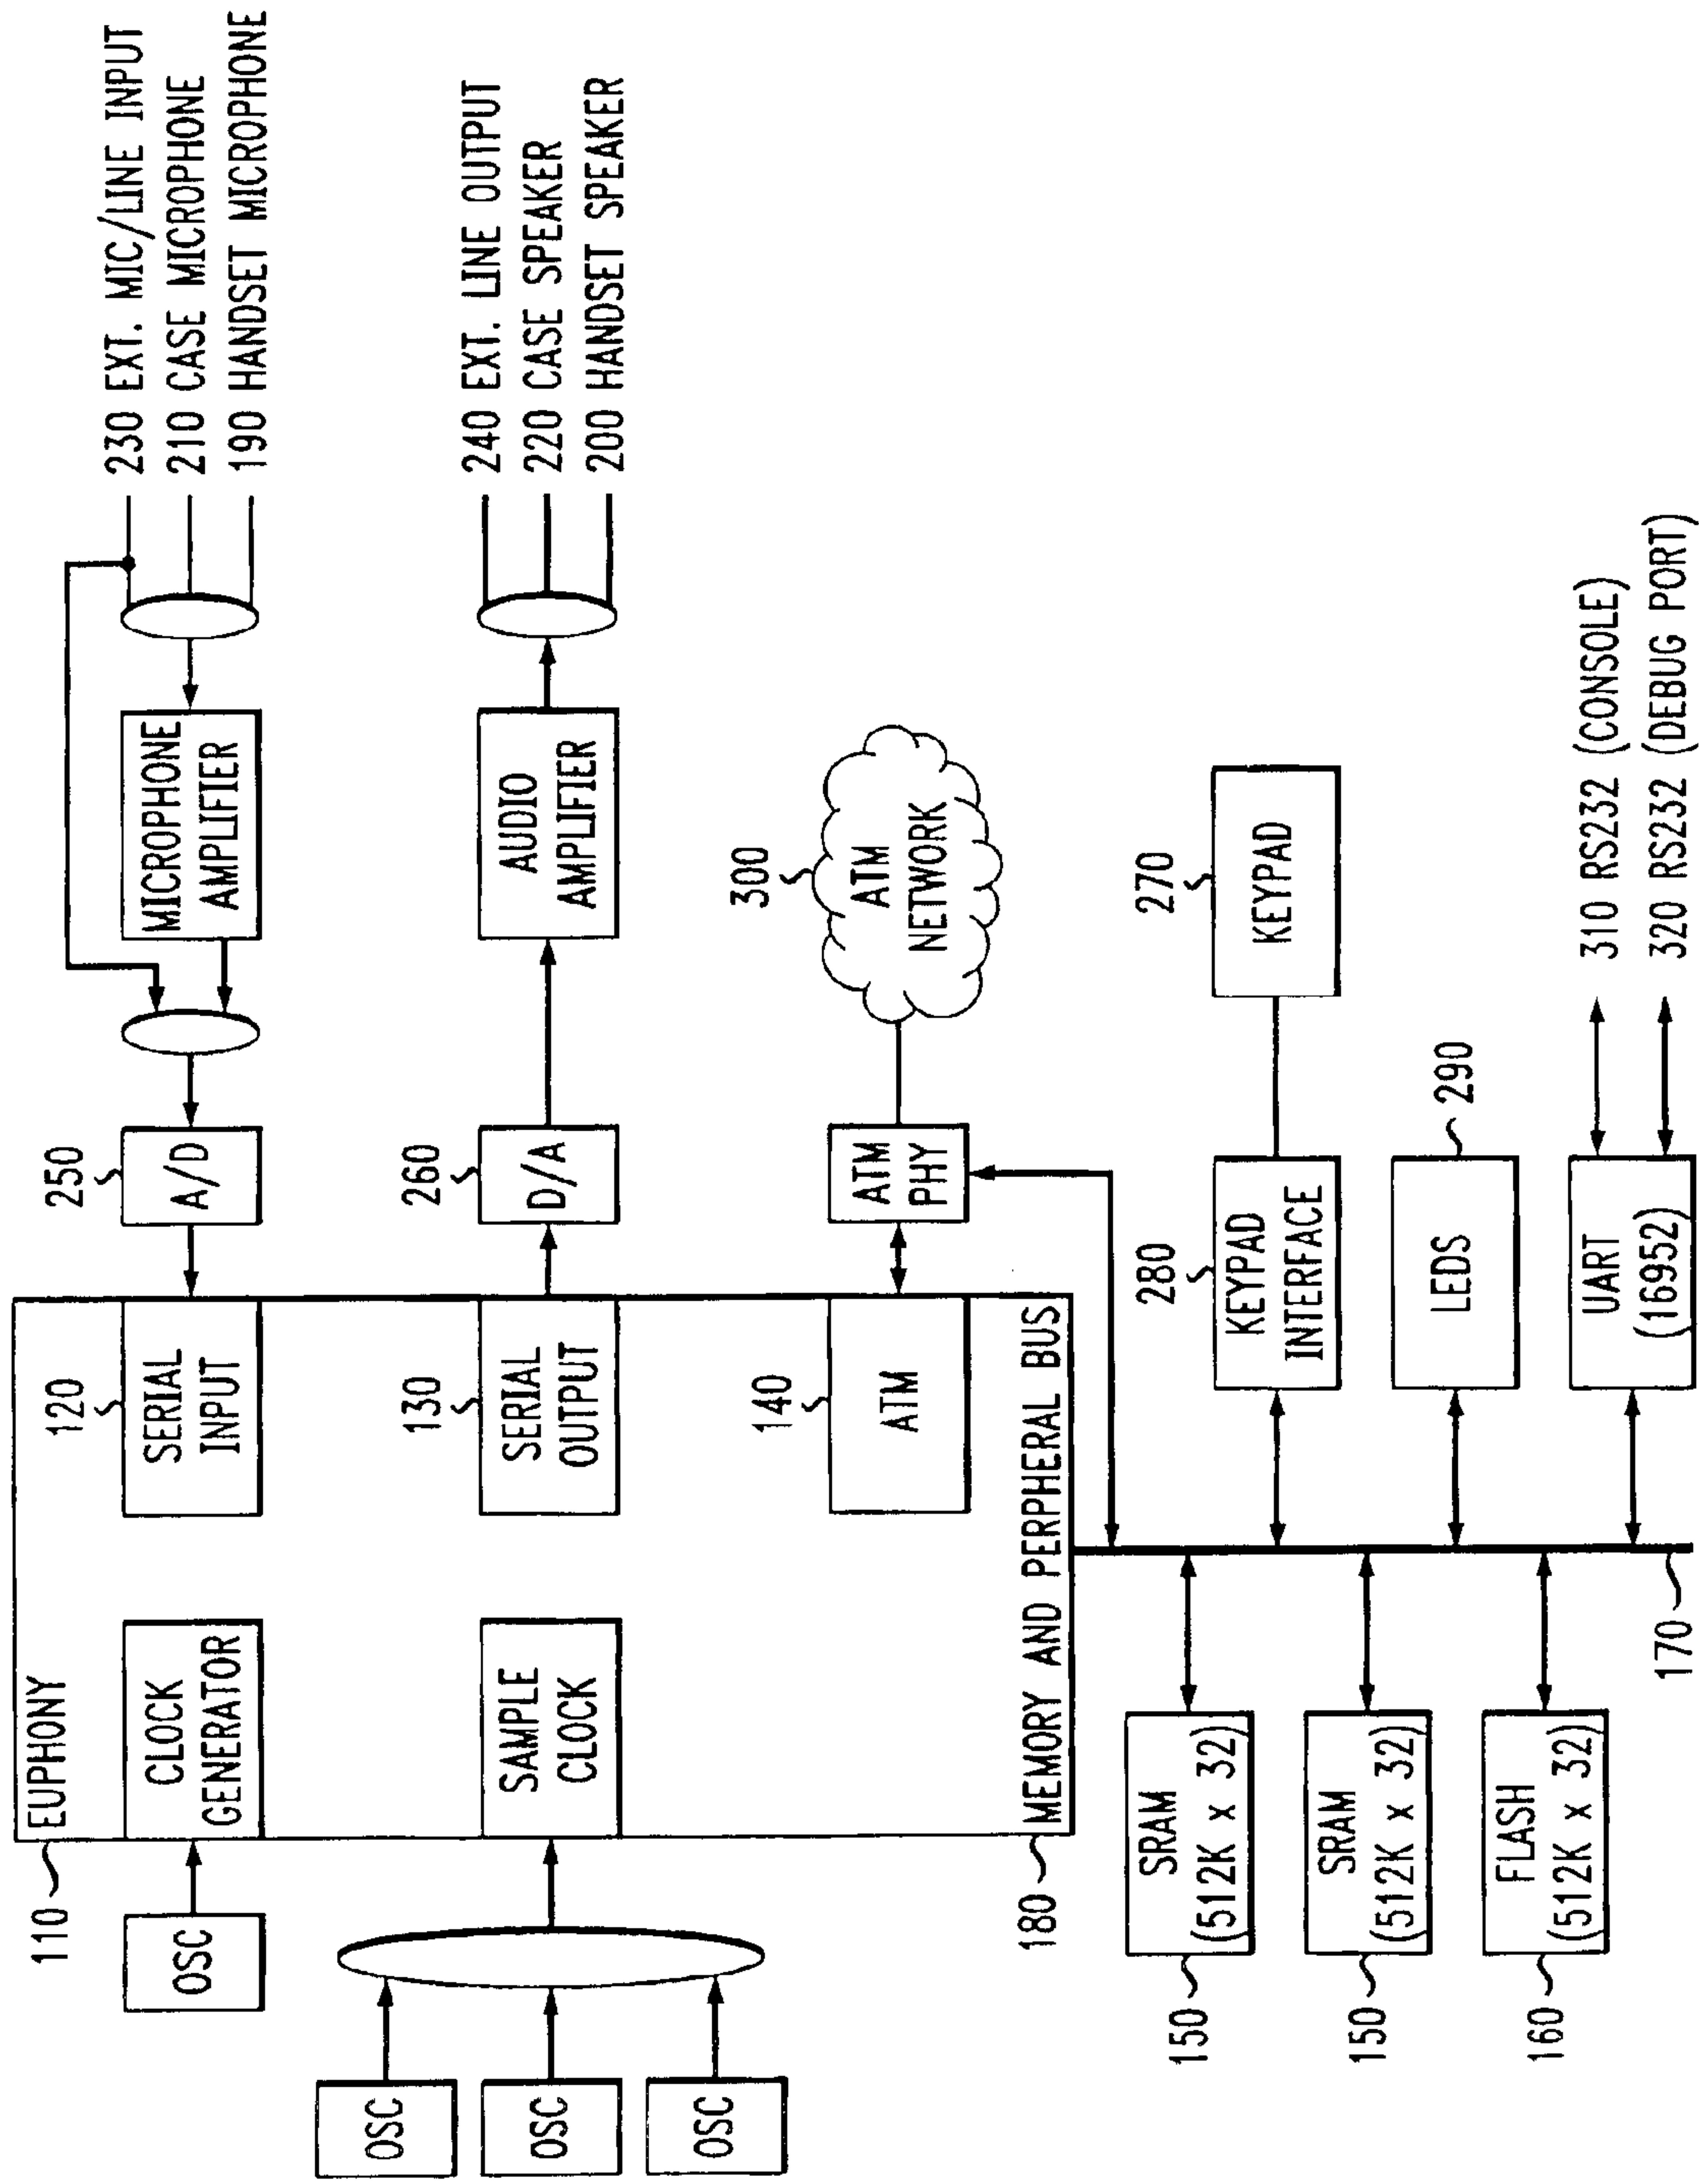 230 EXT. MIC/LINE INPUT
210 CASE MICROPHONE
190 HANDSET MICROPHONE
MICROPHONE
AMPLIFIER
250
A/D
120
SERIAL
INPUT
110
EUPHONY
CLOCK
GENERATOR
OSC
240 EXT. LINE OUTPUT
220 CASE SPEAKER
200 HANDSET SPEAKER
AUDIO
AMPLIFIER
260
D/A
130
SERIAL
OUTPUT
SAMPLE
CLOCK
OSC
OSC
OSC
300
ATM
NETWORK
ATM
PHY
140
ATM
180
MEMORY AND PERPHERAL BUS
270
KEYPAD
280
KEYPAD
INTERFACE
290
LEDS
310 RS232 (CONSOLE)
320 RS232 (DEBUG PORT)
UART
(16952)
150
SRAM
(512K x 32)
150
SRAM
(512K x 32)
160
FLASH
(512K x 32)
170